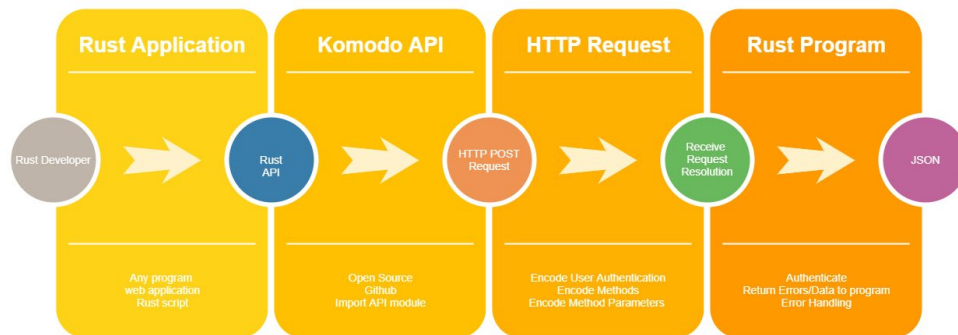 Rust Application
Komodo API
HTTP Request
Rust Program
Rust Developer
Rust
API
HTTP POST
Request
Receive
Request
Resolution
JSON
Any program
web application
Rust script
Open Source
Github
Import API module
Encode User Authentication
Encode Methods
Encode Method Parameters
Authenticate
Return Errors/Data to program
Error Handling